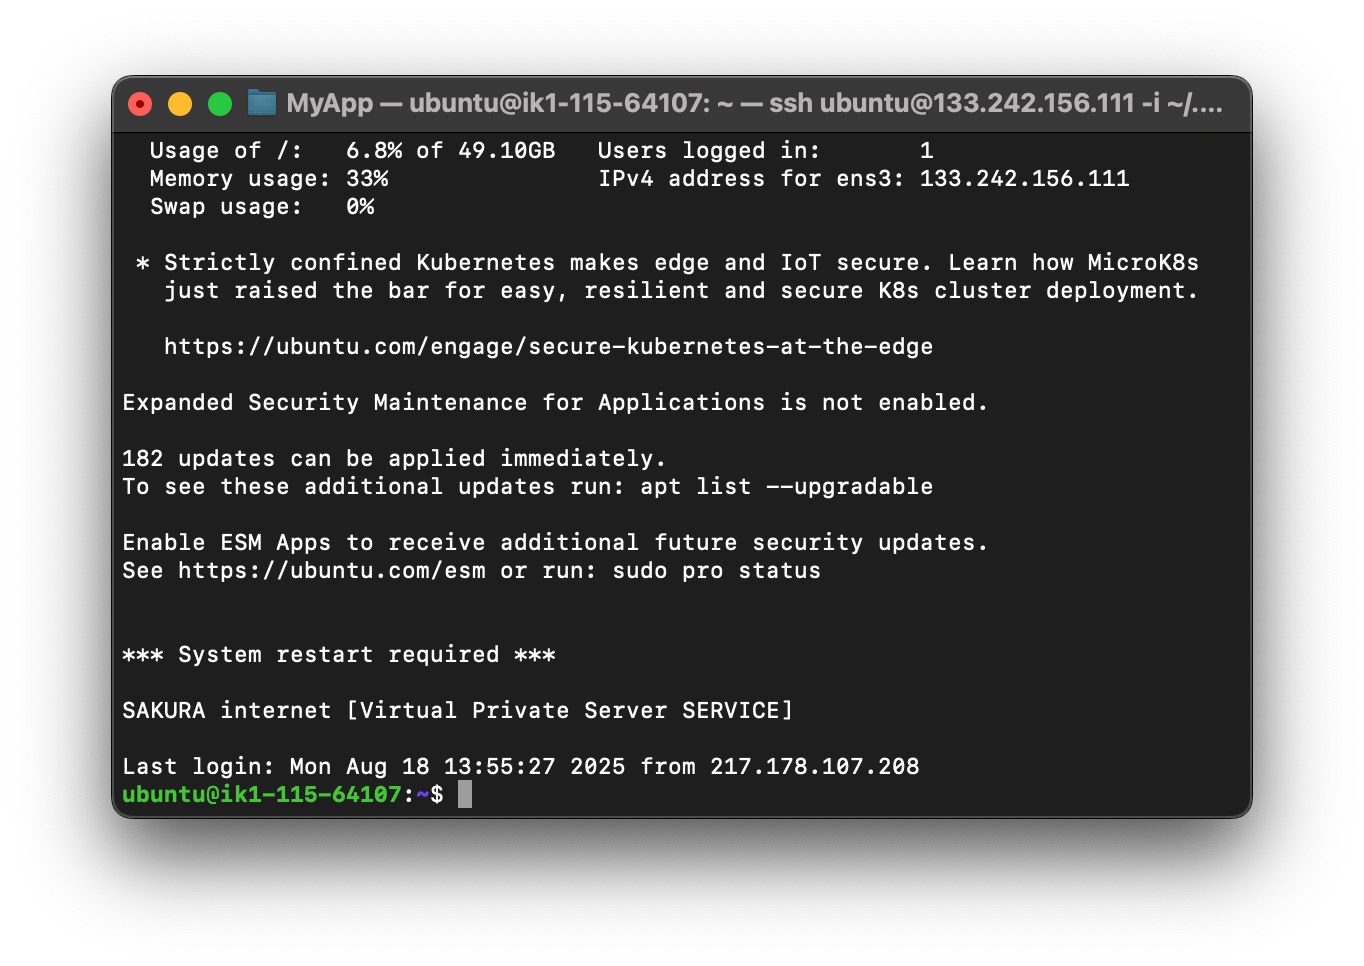 MyApp — ubuntu@ik1-115-64107: ~ — ssh ubuntu@133.242.156.111 -i ~/....
Usage of /:   6.8% of 49.10GB   Users logged in:       1
Memory usage: 33%               IPv4 address for ens3: 133.242.156.111
Swap usage:   0%
* Strictly confined Kubernetes makes edge and IoT secure. Learn how MicroK8s
just raised the bar for easy, resilient and secure K8s cluster deployment.
https://ubuntu.com/engage/secure-kubernetes-at-the-edge
Expanded Security Maintenance for Applications is not enabled.
182 updates can be applied immediately.
To see these additional updates run: apt list --upgradable
Enable ESM Apps to receive additional future security updates.
See https://ubuntu.com/esm or run: sudo pro status
*** System restart required ***
SAKURA internet [Virtual Private Server SERVICE]
Last login: Mon Aug 18 13:55:27 2025 from 217.178.107.208
ubuntu@ik1-115-64107:~$